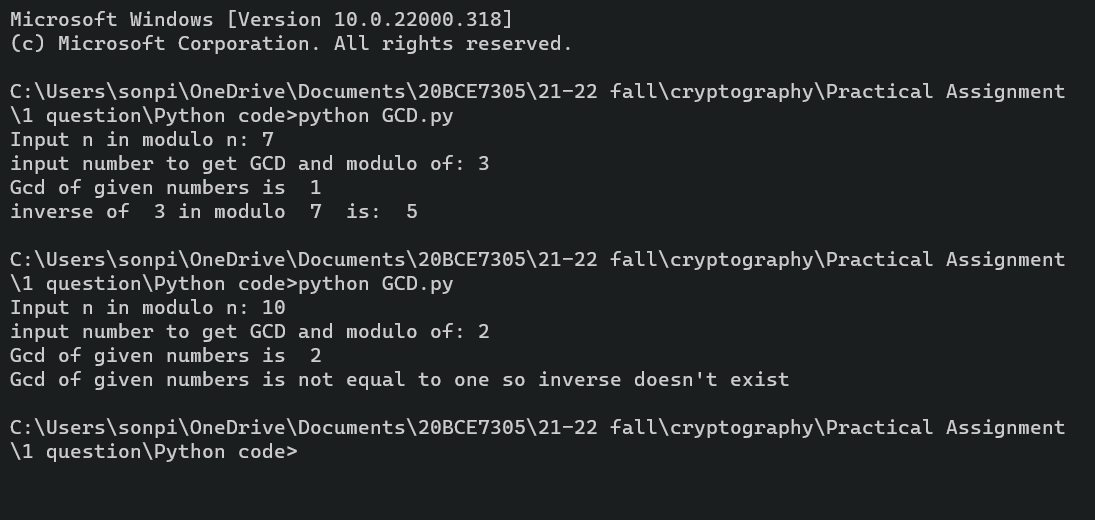 Microsoft Windows [Version 10.0.22000.318]
(c) Microsoft Corporation. All rights reserved.
C:\Users\sonpi\OneDrive\Documents\20BCE7305\21-22 fall\cryptography\Practical Assignment
\1 question\Python code>python GCD.py
Input n in modulo n: 7
input number to get GCD and modulo of: 3
Gcd of given numbers is  1
inverse of  3 in modulo  7  is:  5
C:\Users\sonpi\OneDrive\Documents\20BCE7305\21-22 fall\cryptography\Practical Assignment
\1 question\Python code>python GCD.py
Input n in modulo n: 10
input number to get GCD and modulo of: 2
Gcd of given numbers is  2
Gcd of given numbers is not equal to one so inverse doesn't exist
C:\Users\sonpi\OneDrive\Documents\20BCE7305\21-22 fall\cryptography\Practical Assignment
\1 question\Python code>